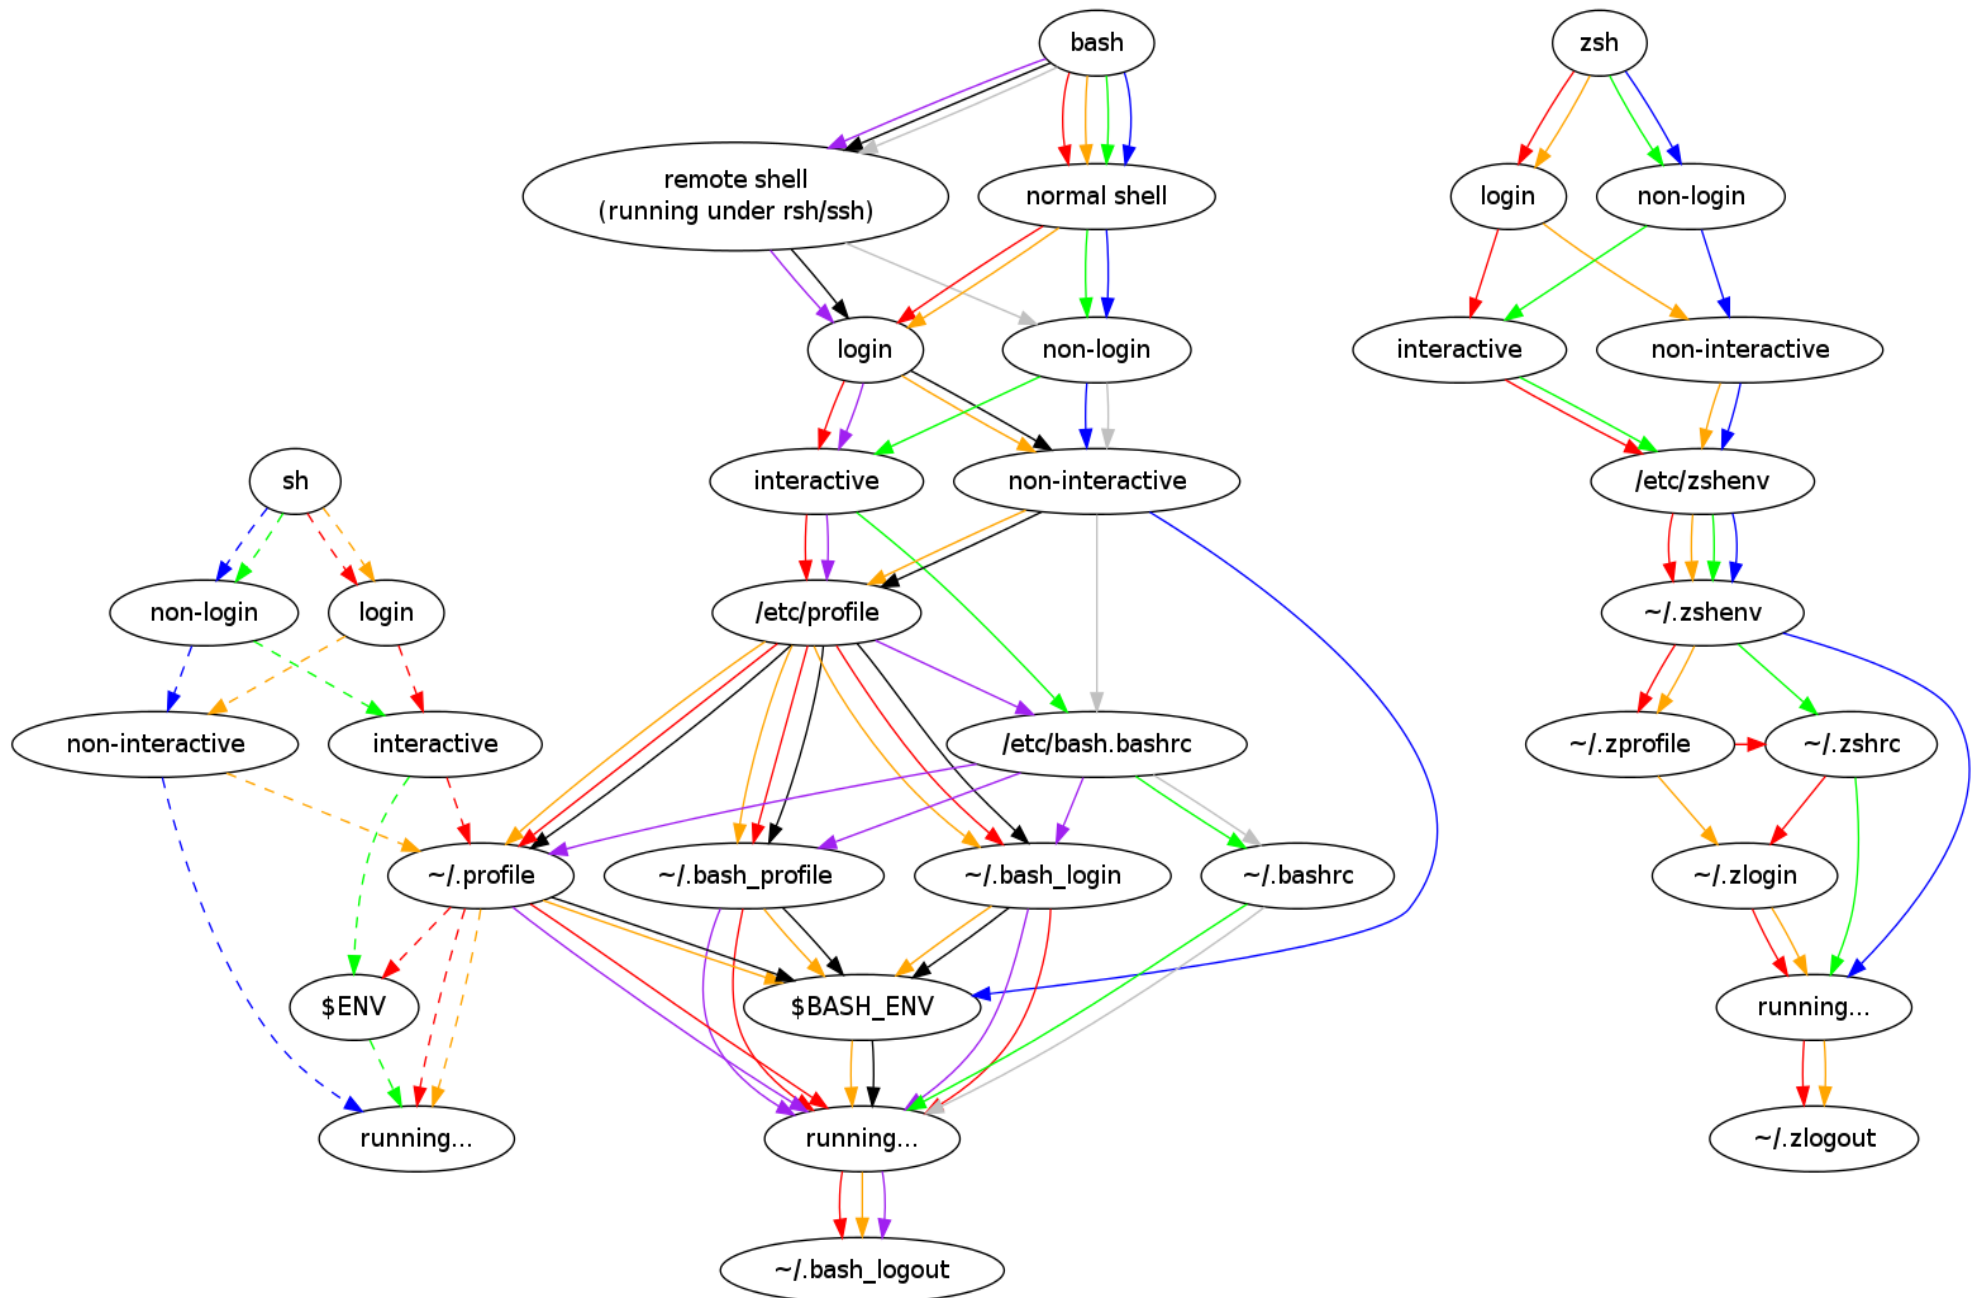 bash
zsh
remote shell
(running under rsh/ssh)
normal shell
login
non-login
login
non-login
interactive
non-interactive
sh
interactive
non-interactive
/etc/zshenv
non-login
login
/etc/profile
~/.zshenv
non-interactive
interactive
/etc/bash.bashrc
~/.zprofile
~/.zshrc
~/.profile
~/.bash_profile
~/.bash_login
~/.bashrc
~/.zlogin
$ENV
$BASH_ENV
running...
running...
running...
~/.zlogout
~/.bash_logout